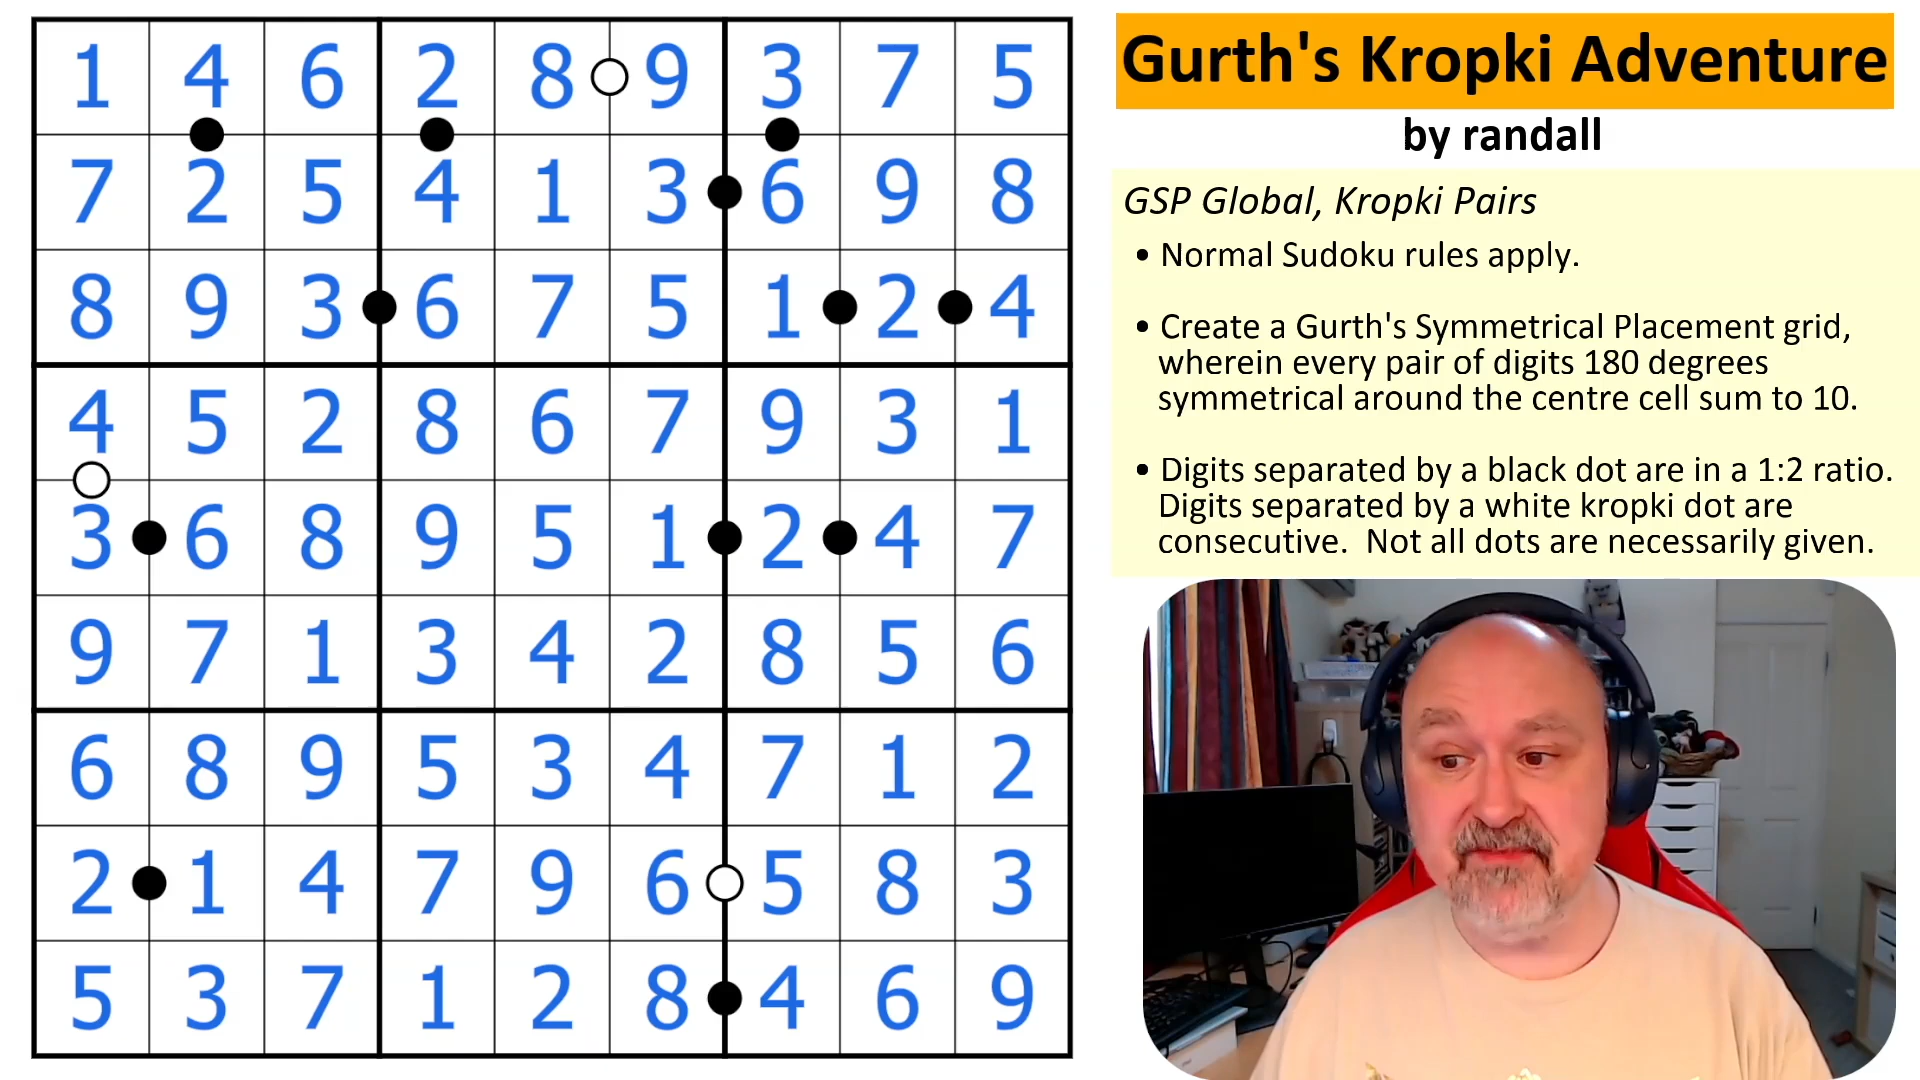 1 4 6 2 8 9 3 7 5
7 2 5 4 1 3 6 9 8
8 9 3 6 7 5 1 2 4
4 5 2 8 6 7 9 3 1
3 6 8 9 5 1 2 4 7
9 7 1 3 4 2 8 5 6
6 8 9 5 3 4 7 1 2
2 1 4 7 9 6 5 8 3
5 3 7 1 2 8 4 6 9
Gurth's Kropki Adventure
by randall
GSP Global, Kropki Pairs
• Normal Sudoku rules apply.
• Create a Gurth's Symmetrical Placement grid,
wherein every pair of digits 180 degrees
symmetrical around the centre cell sum to 10.
• Digits separated by a black dot are in a 1:2 ratio.
Digits separated by a white kropki dot are
consecutive. Not all dots are necessarily given.